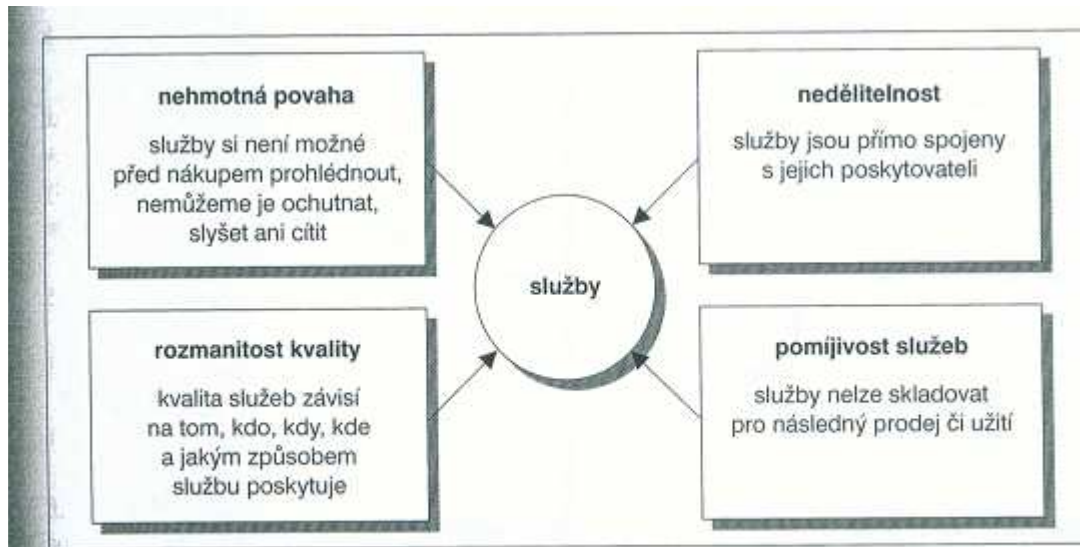 nehmotná povaha
služby si není možné
před nákupem prohlédnout,
nemůžeme je ochutnat,
slyšet ani cítit
nedělitelnost
služby jsou přímo spojeny
s jejich poskytovateli
služby
rozmanitost kvality
kvalita služeb závisí
na tom, kdo, kdy, kde
a jakým způsobem
službu poskytuje
pomíjivost služeb
služby nelze skladovat
pro následný prodej či užití